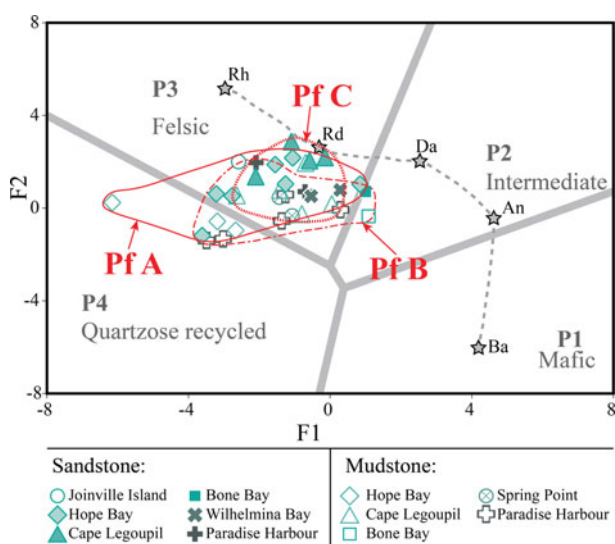 8
4
0
-4
-8
F2
P3
Felsic
Rh
Pf C
Rd
Da
P2
Intermediate
An
Pf A
Pf B
P4
Quartzose recycled
Ba
P1
Mafic
-8 -4 0 4 8
F1
Sandstone:
Joinville Island
Hope Bay
Cape Legoupil
Bone Bay
Wilhelmina Bay
Paradise Harbour
Mudstone:
Hope Bay
Cape Legoupil
Bone Bay
Spring Point
Paradise Harbour